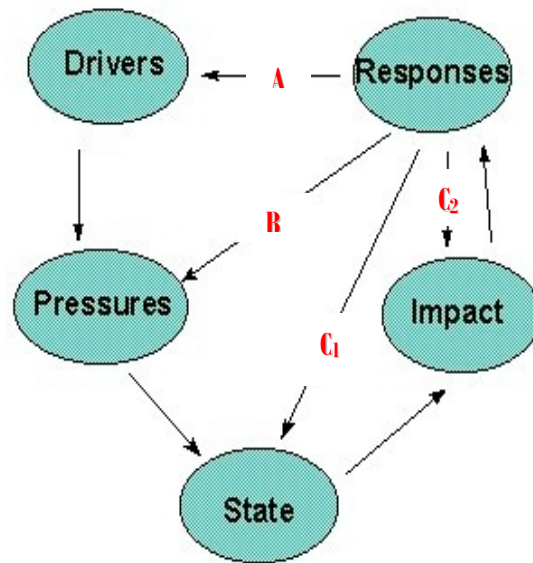 Drivers
A
Responses
B
C2
Pressures
Impact
C1
State